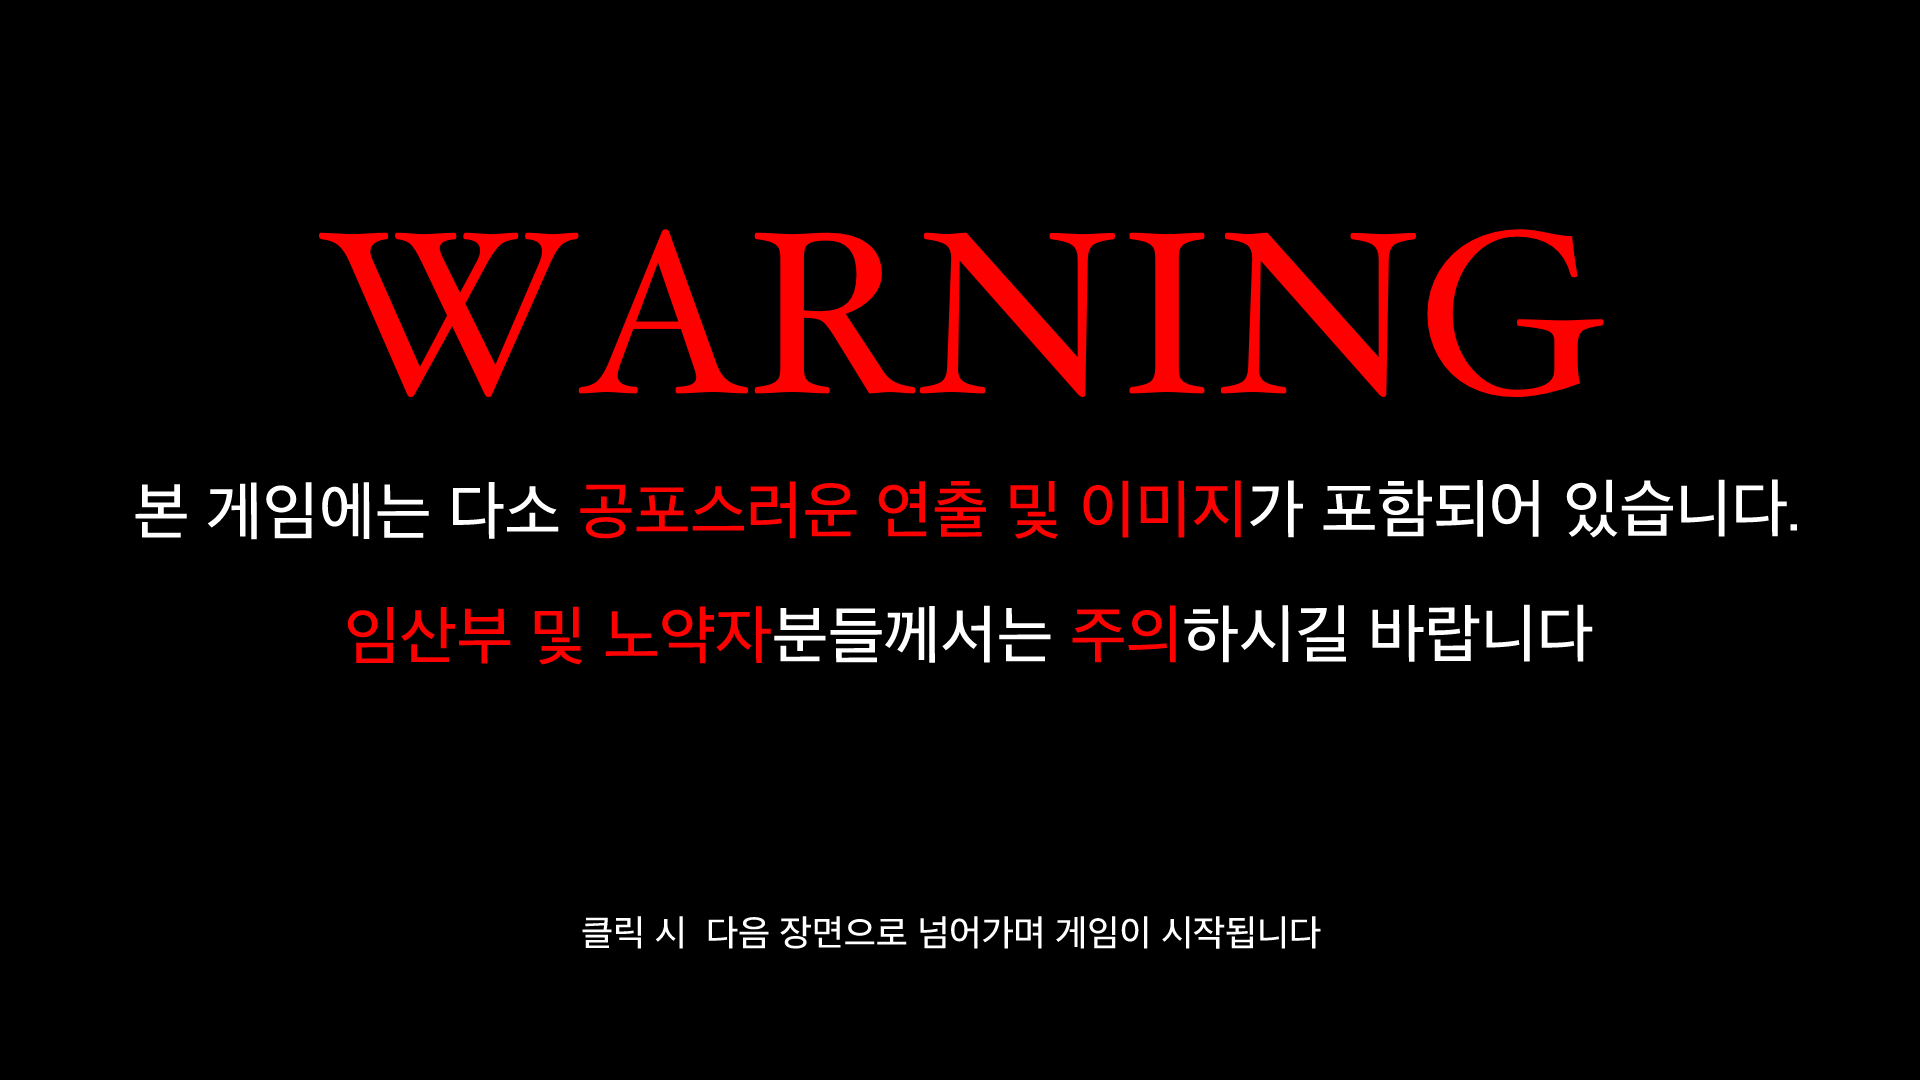 WARNING
본 게임에는 다소 공포스러운 연출 및 이미지가 포함되어 있습니다.
임산부 및 노약자분들께서는 주의하시길 바랍니다
클릭 시  다음 장면으로 넘어가며 게임이 시작됩니다